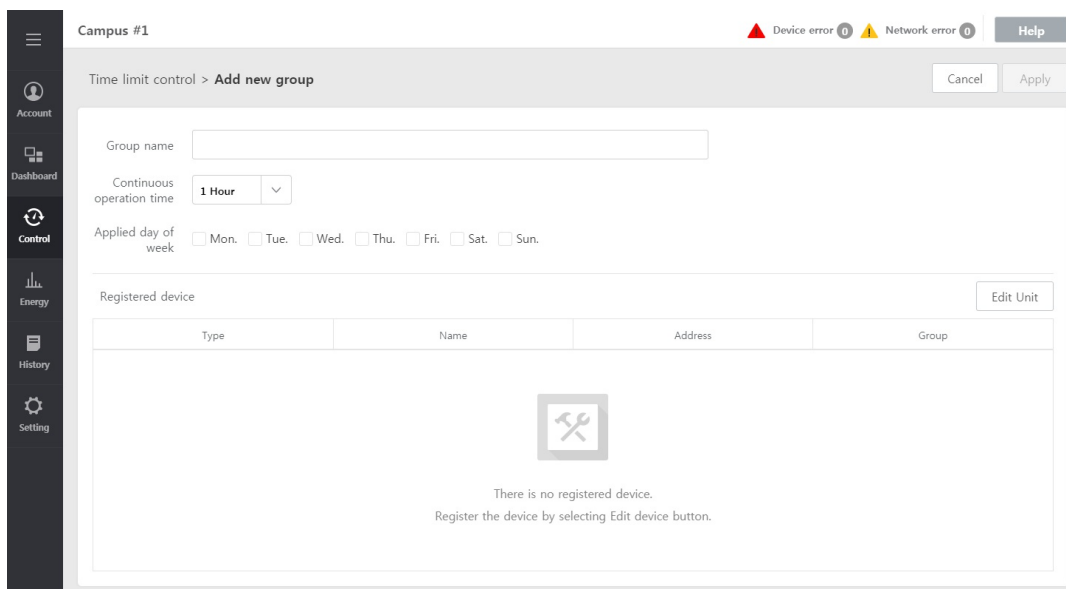 Campus #1
Device error 0 Network error 0
Help
Account
Dashboard
Control
Energy
History
Setting
Time limit control > Add new group
Cancel
Apply
Group name
Continuous
operation time
1 Hour
Applied day of
week
Mon. Tue. Wed. Thu. Fri. Sat. Sun.
Registered device
Edit Unit
Type Name Address Group
There is no registered device.
Register the device by selecting Edit device button.